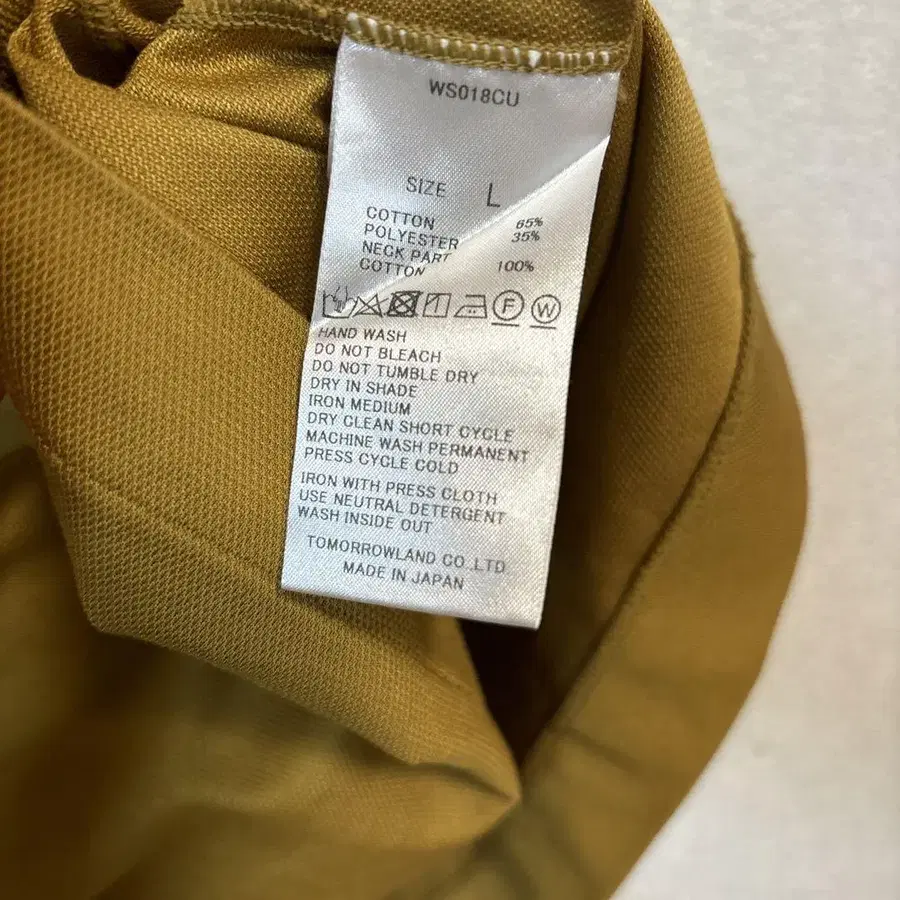 WS018CU
SIZE L
COTTON 65%
POLYESTER 35%
NECK PART
COTTON 100%
F W
HAND WASH
DO NOT BLEACH
DO NOT TUMBLE DRY
DRY IN SHADE
IRON MEDIUM
DRY CLEAN SHORT CYCLE
MACHINE WASH PERMANENT
PRESS CYCLE COLD
IRON WITH PRESS CLOTH
USE NEUTRAL DETERGENT
WASH INSIDE OUT
TOMORROWLAND CO.,LTD
MADE IN JAPAN